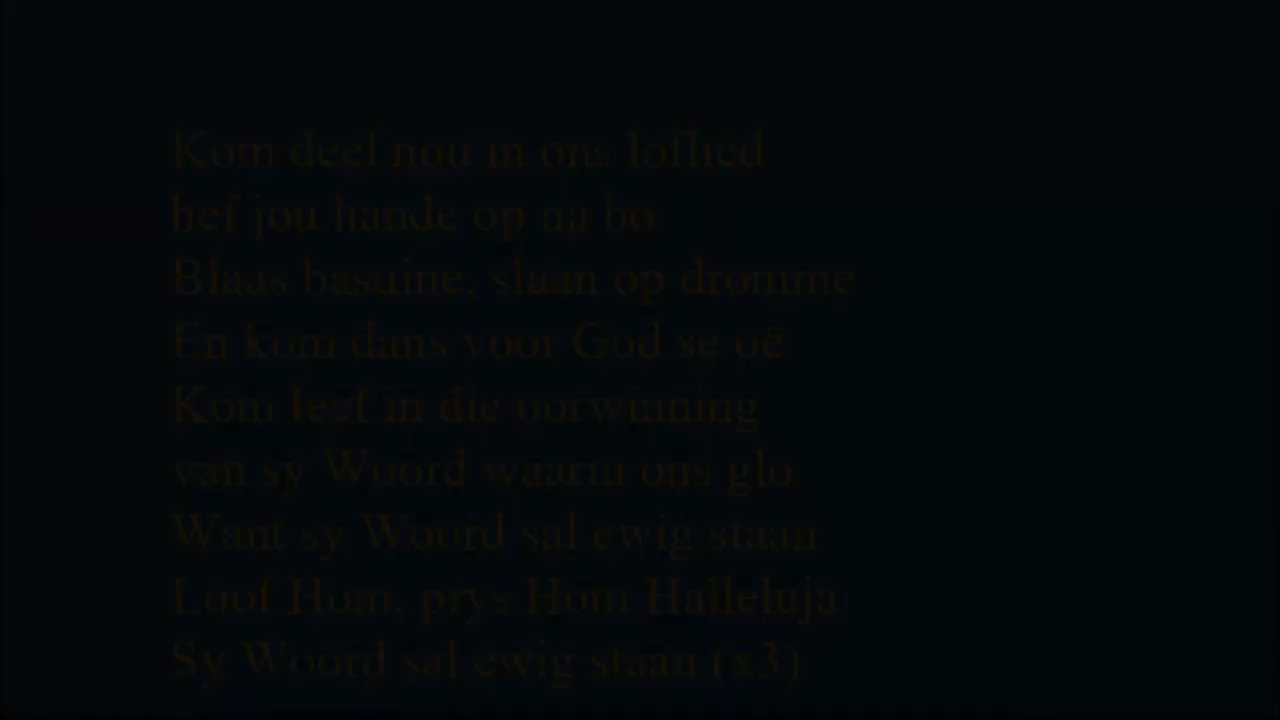 Kom deel nou in ons loflied
hef jou hande op na bo
Blaas basuine, slaan op dromme
En kom dans voor God se oë
Kom leef in die oorwinning
van sy Woord waarin ons glo
Want sy Woord sal ewig staan
Loof Hom, prys Hom Halleluja
Sy Woord sal ewig staan (x3)